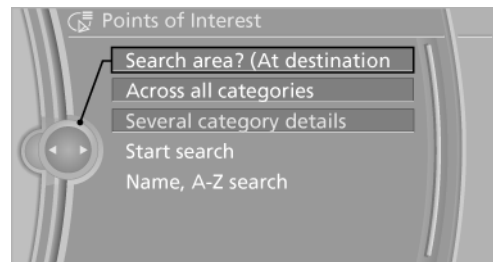 Points of Interest
Search area? (At destination
Across all categories
Several category details
Start search
Name, A-Z search